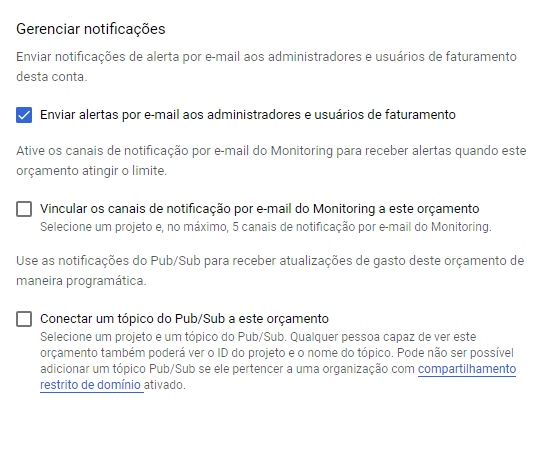 Gerenciar notificações
Enviar notificações de alerta por e-mail aos administradores e usuários de faturamento
desta conta.
Enviar alertas por e-mail aos administradores e usuários de faturamento
Ative os canais de notificação por e-mail do Monitoring para receber alertas quando este
orçamento atingir o limite.
Vincular os canais de notificação por e-mail do Monitoring a este orçamento
Selecione um projeto e, no máximo, 5 canais de notificação por e-mail do Monitoring.
Use as notificações do Pub/Sub para receber atualizações de gasto deste orçamento de
maneira programática.
Conectar um tópico do Pub/Sub a este orçamento
Selecione um projeto e um tópico do Pub/Sub. Qualquer pessoa capaz de ver este
orçamento também poderá ver o ID do projeto e o nome do tópico. Pode não ser possível
adicionar um tópico Pub/Sub se ele pertencer a uma organização com compartilhamento
restrito de domínio ativado.